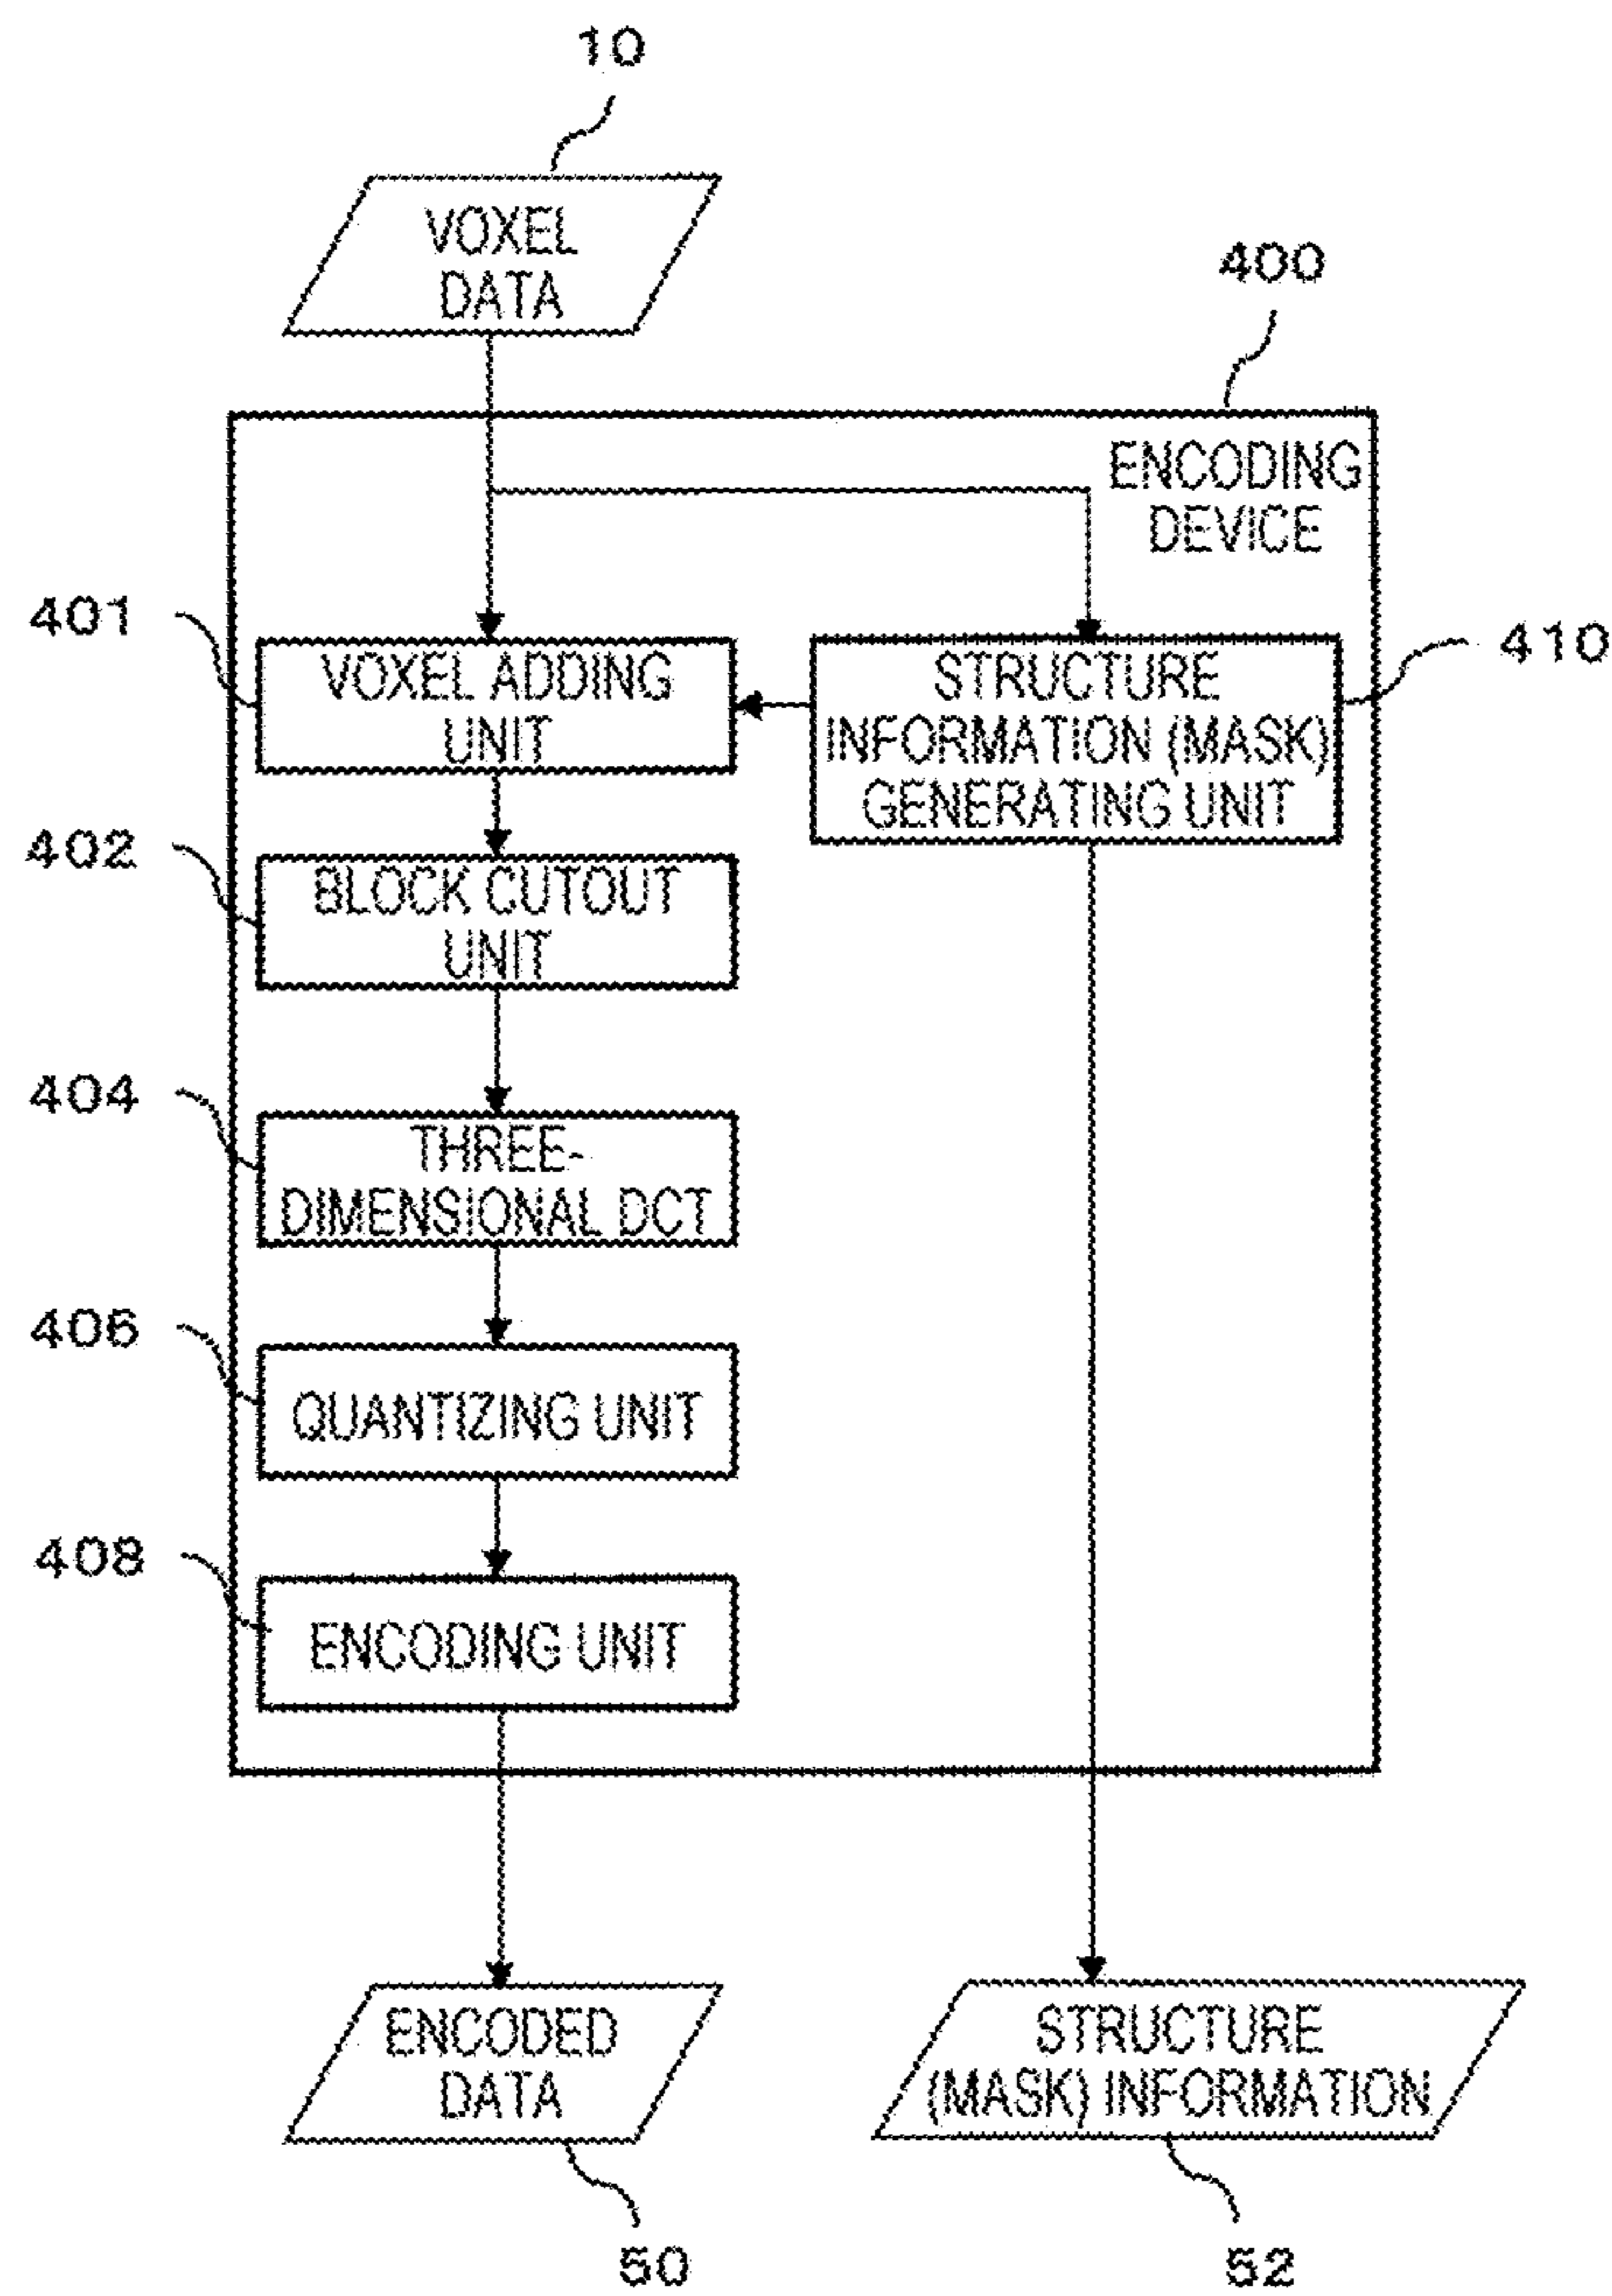 10
VOXEL
DATA
400
ENCODING
DEVICE
401
VOXEL ADDING
UNIT
STRUCTURE
INFORMATION (MASK)
GENERATING UNIT
410
402
BLOCK CUTOUT
UNIT
404
THREE-
DIMENSIONAL DCT
406
QUANTIZING UNIT
408
ENCODING UNIT
ENCODED
DATA
STRUCTURE
(MASK) INFORMATION
50
52